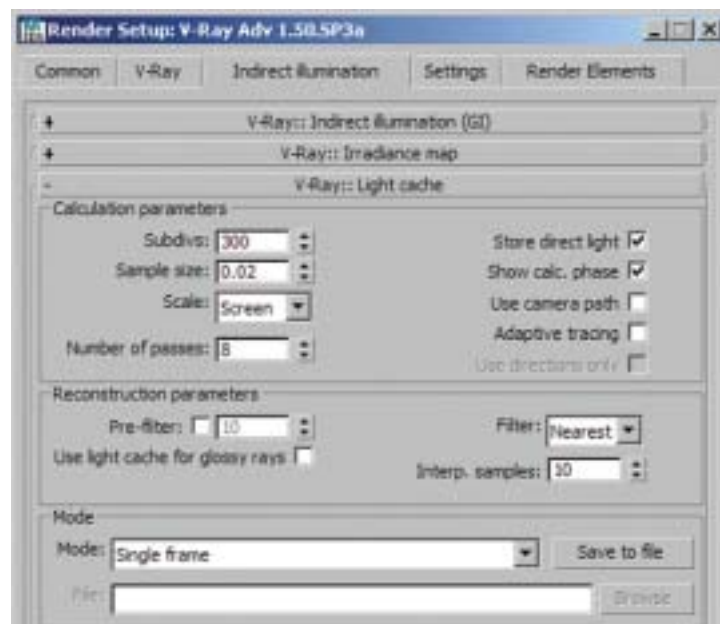 Render Setup: V-Ray Adv 1.50.SP3a
Common V-Ray Indirect illumination Settings Render Elements
+ V-Ray:: Indirect illumination (GI)
+ V-Ray:: Irradiance map
- V-Ray:: Light cache
Calculation parameters
Subdivs: 300 Store direct light
Sample size: 0.02 Show calc. phase
Scale: Screen Use camera path
Adaptive tracing
Number of passes: 8
Use directions only
Reconstruction parameters
Pre-filter: 10 Filter: Nearest
Use light cache for glossy rays
Interp. samples: 10
Mode
Mode: Single frame Save to file
File: Browse